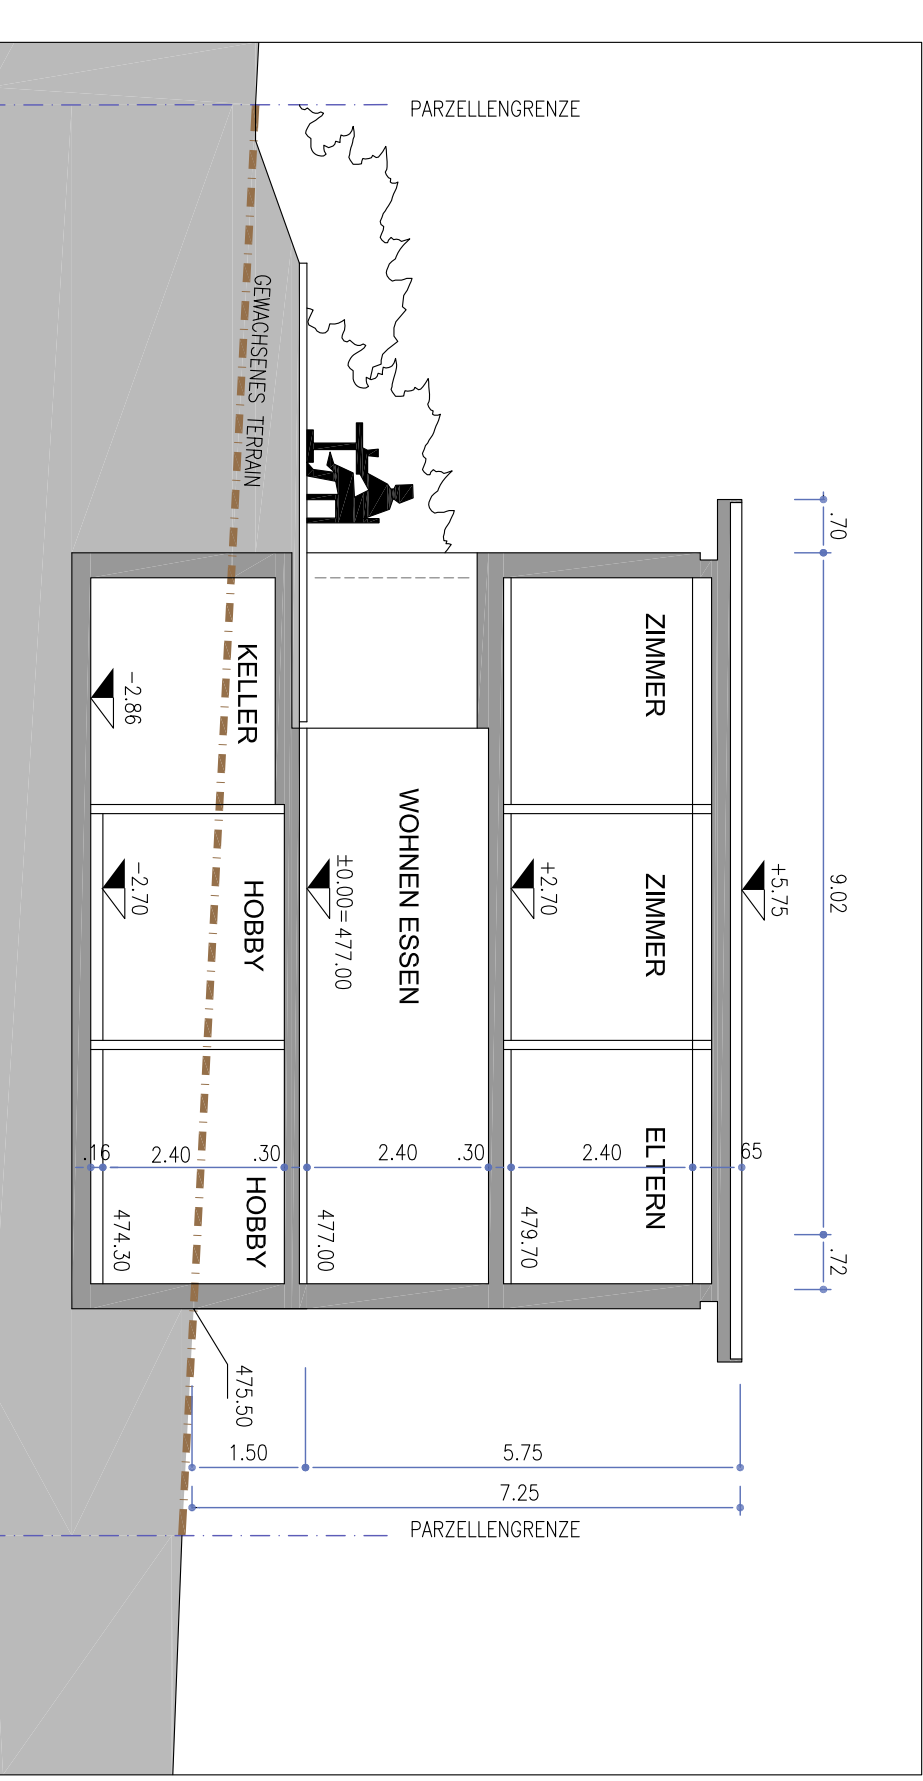 .70
9.02
.72
+5.75
ZIMMER
ZIMMER
ELTERN
65
+2.70
2.40
479.70
WOHNEN ESSEN
.30
±0.00=477.00
2.40
477.00
KELLER
HOBBY
HOBBY
.30
-2.86
-2.70
2.40
.16
474.30
475.50
1.50
5.75
7.25
GEWACHSENES TERRAIN
PARZELLENGRENZE
PARZELLENGRENZE